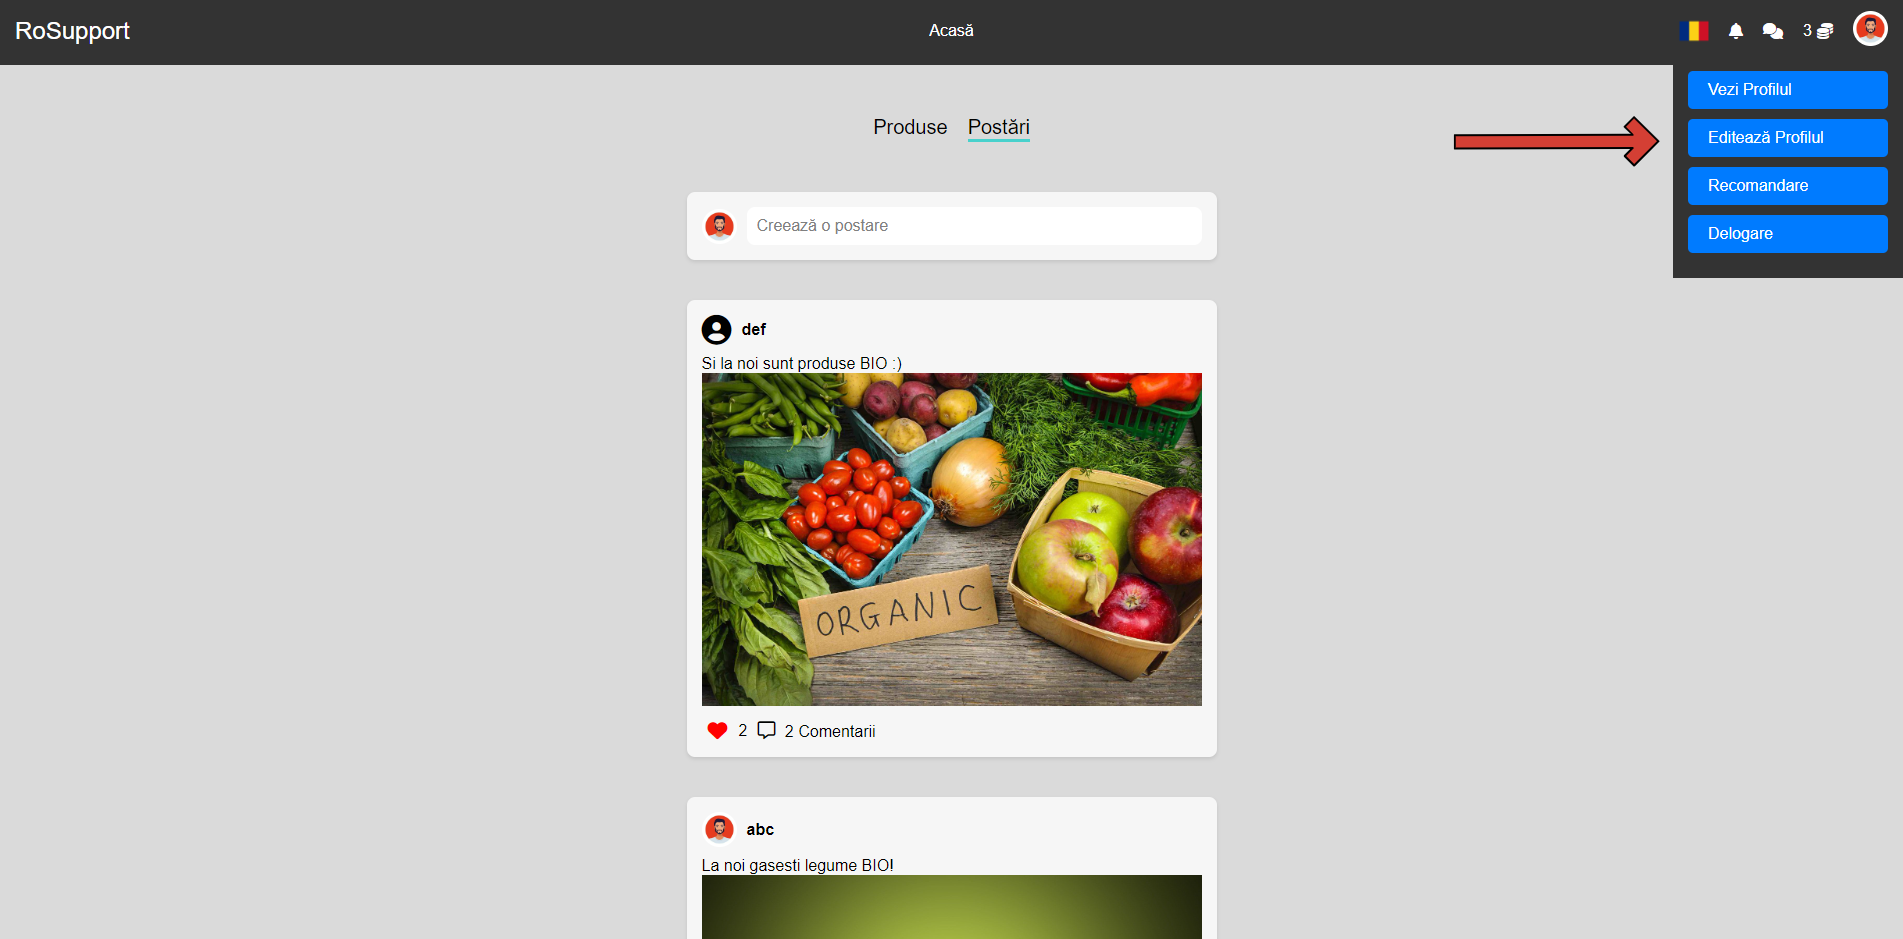 RoSupport
Acasă
3
Vezi Profilul
Editează Profilul
Recomandare
Delogare
Produse
Postări
Creează o postare
def
Si la noi sunt produse BIO :)
ORGANIC
2
2 Comentarii
abc
La noi gasesti legume BIO!